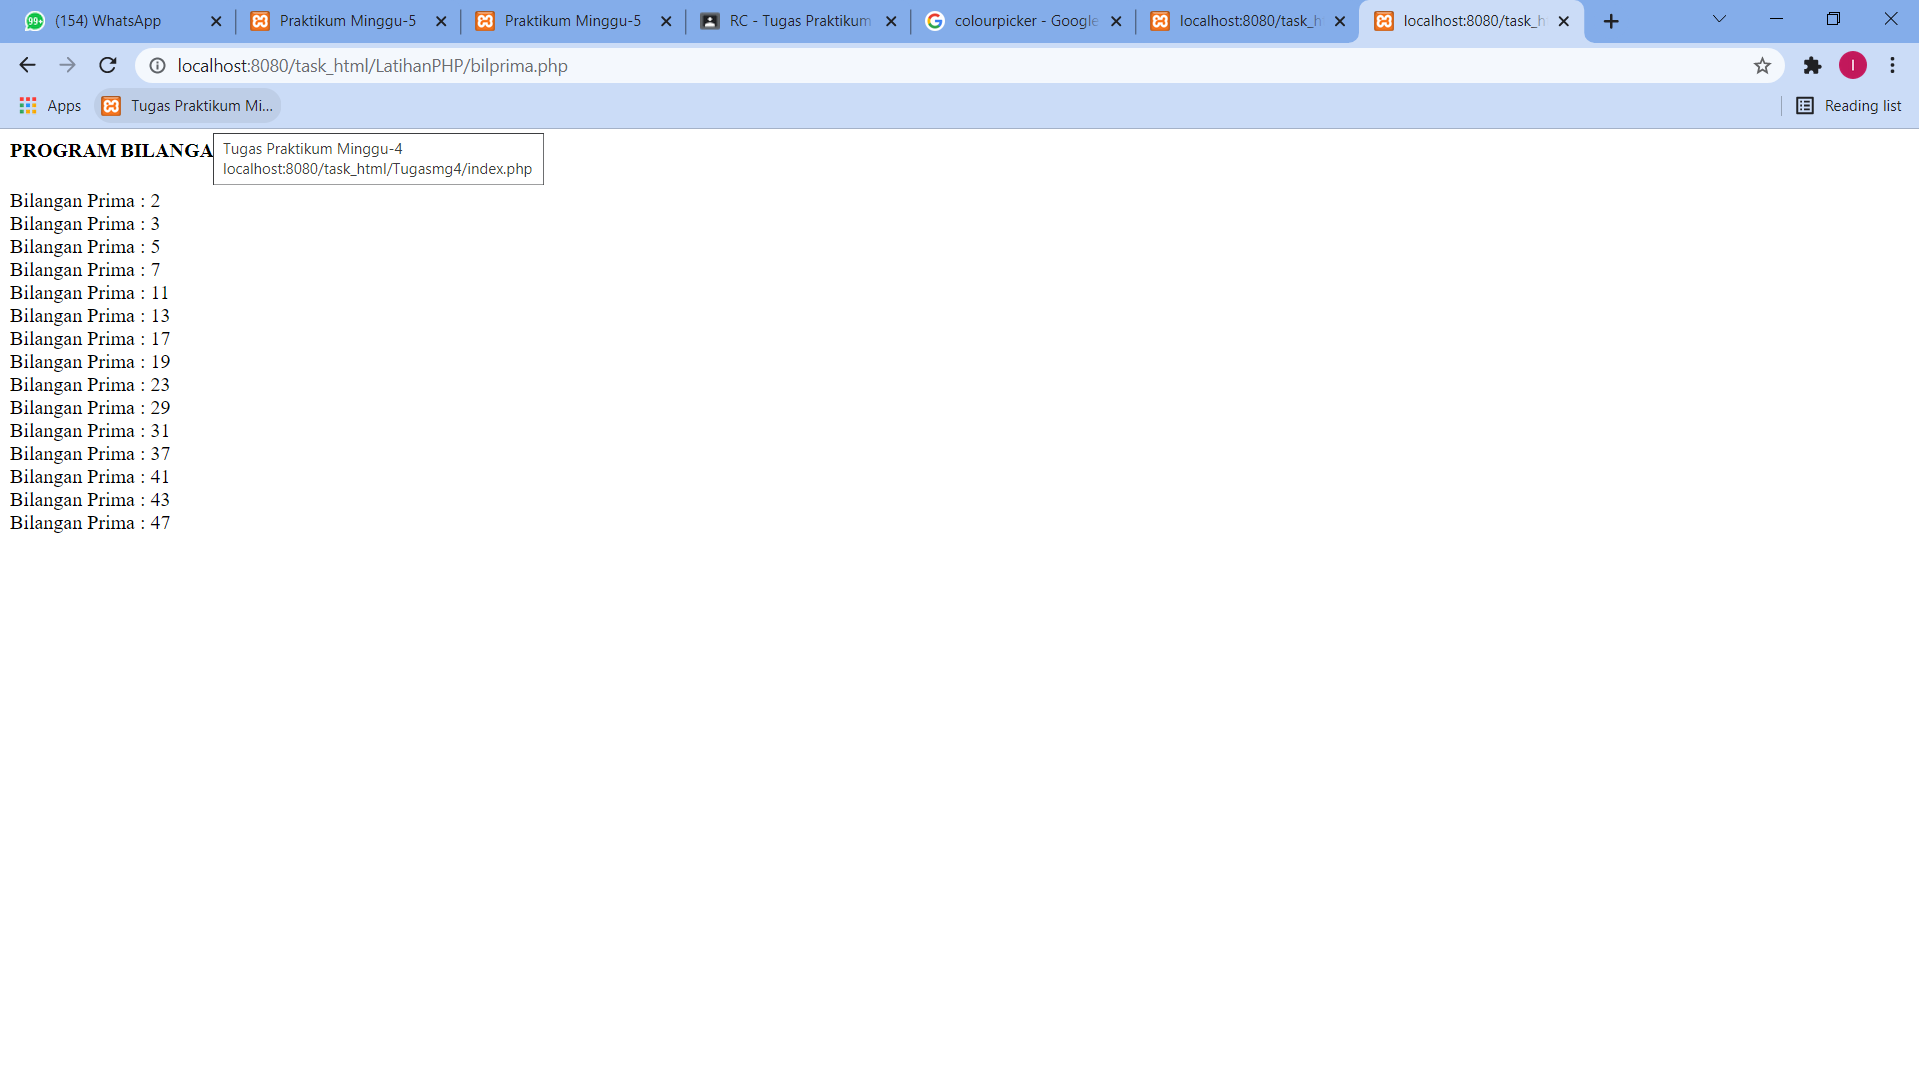 (154) WhatsApp
Praktikum Minggu-5
Praktikum Minggu-5
RC - Tugas Praktikum
colourpicker - Google
localhost:8080/task_h
localhost:8080/task_h
localhost:8080/task_html/LatihanPHP/bilprima.php
I
Apps
Tugas Praktikum Mi...
Reading list
PROGRAM BILANGA
Tugas Praktikum Minggu-4
localhost:8080/task_html/Tugasmg4/index.php
Bilangan Prima : 2
Bilangan Prima : 3
Bilangan Prima : 5
Bilangan Prima : 7
Bilangan Prima : 11
Bilangan Prima : 13
Bilangan Prima : 17
Bilangan Prima : 19
Bilangan Prima : 23
Bilangan Prima : 29
Bilangan Prima : 31
Bilangan Prima : 37
Bilangan Prima : 41
Bilangan Prima : 43
Bilangan Prima : 47